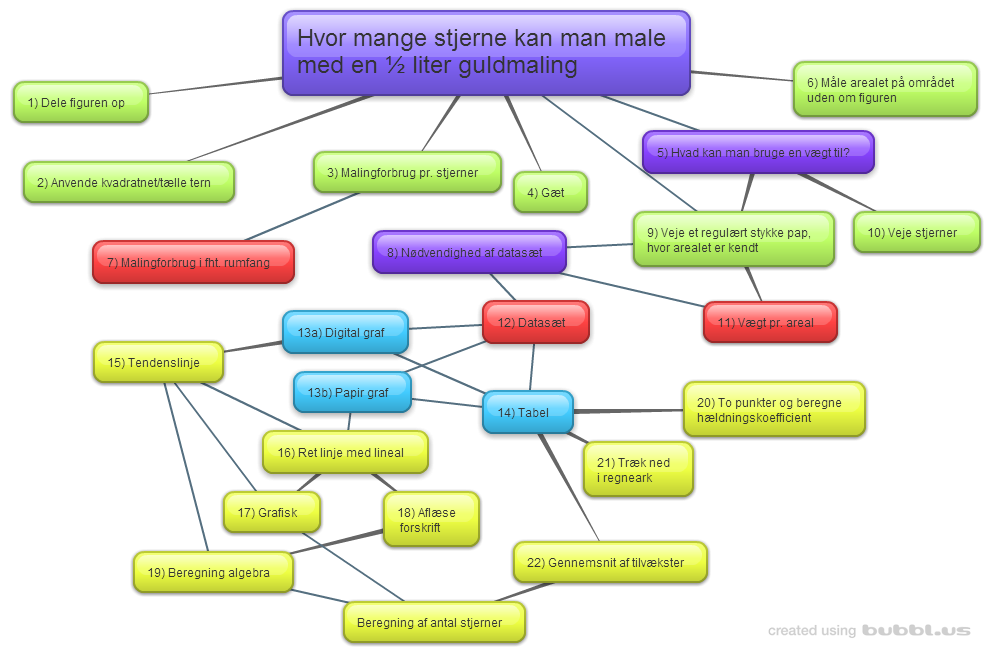 Hvor mange stjerne kan man male
med en ½ liter guldmaling
1) Dele figuren op
6) Måle arealet på området
uden om figuren
2) Anvende kvadratnet/tælle tern
3) Malingforbrug pr. stjerner
4) Gæt
5) Hvad kan man bruge en vægt til?
7) Malingforbrug i fht. rumfang
8) Nødvendighed af datasæt
9) Veje et regulært stykke pap,
hvor arealet er kendt
10) Veje stjerner
11) Vægt pr. areal
12) Datasæt
13a) Digital graf
13b) Papir graf
14) Tabel
15) Tendenslinje
16) Ret linje med lineal
17) Grafisk
18) Aflæse
forskrift
19) Beregning algebra
20) To punkter og beregne
hældningskoefficient
21) Træk ned
i regneark
22) Gennemsnit af tilvækster
Beregning af antal stjerner
created using bubbl.us